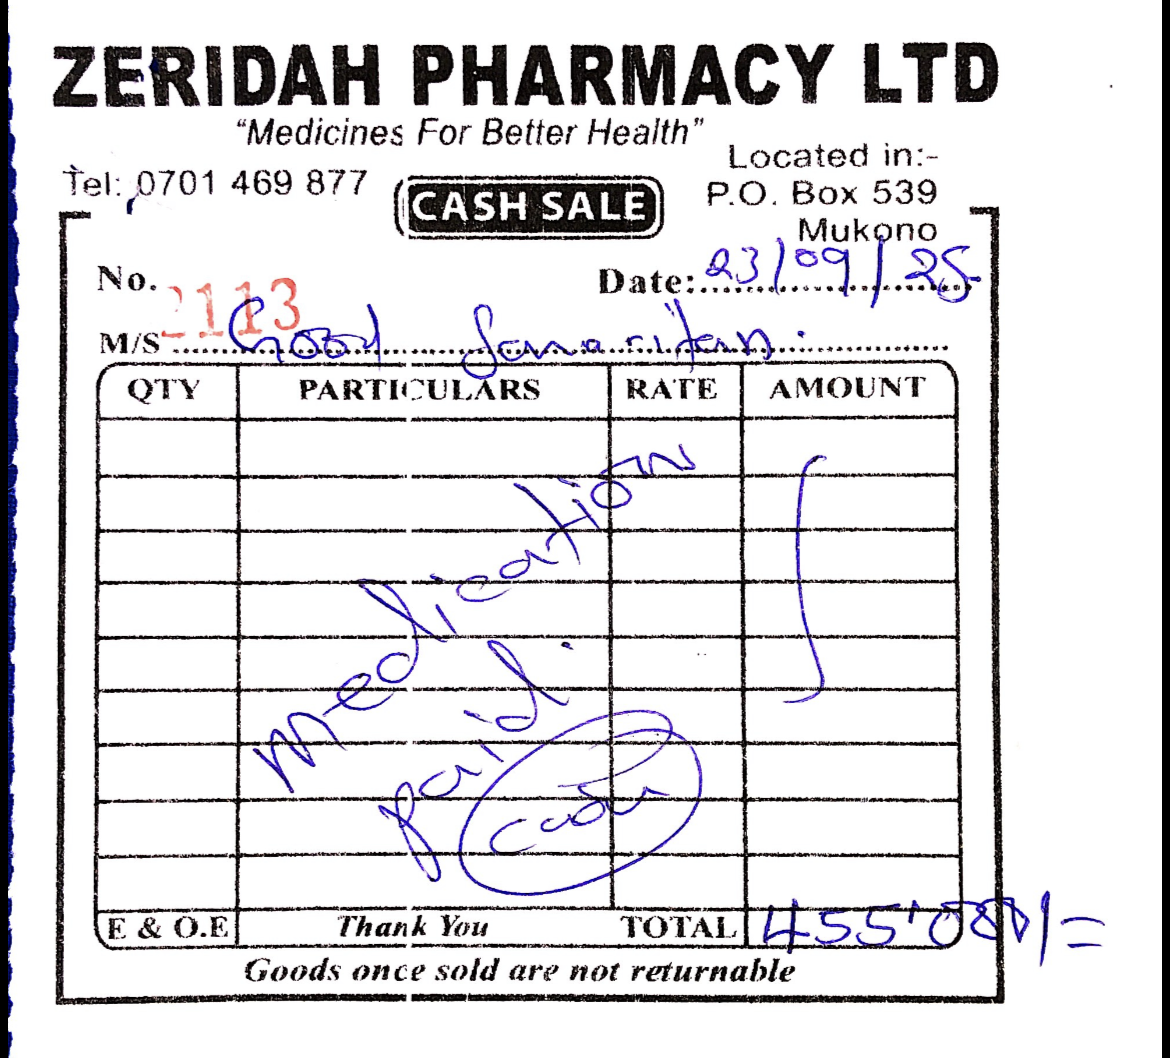 ZERIDAH PHARMACY LTD
"Medicines For Better Health"
Tel: 0701 469 877
CASH SALE
Located in:-
P.O. Box 539
Mukono
No. 2113
Date: 23/09/25
M/S Good Samaritan.
QTY PARTICULARS RATE AMOUNT
medication
paid.
cash
E & O.E Thank You TOTAL 455'000/=
Goods once sold are not returnable